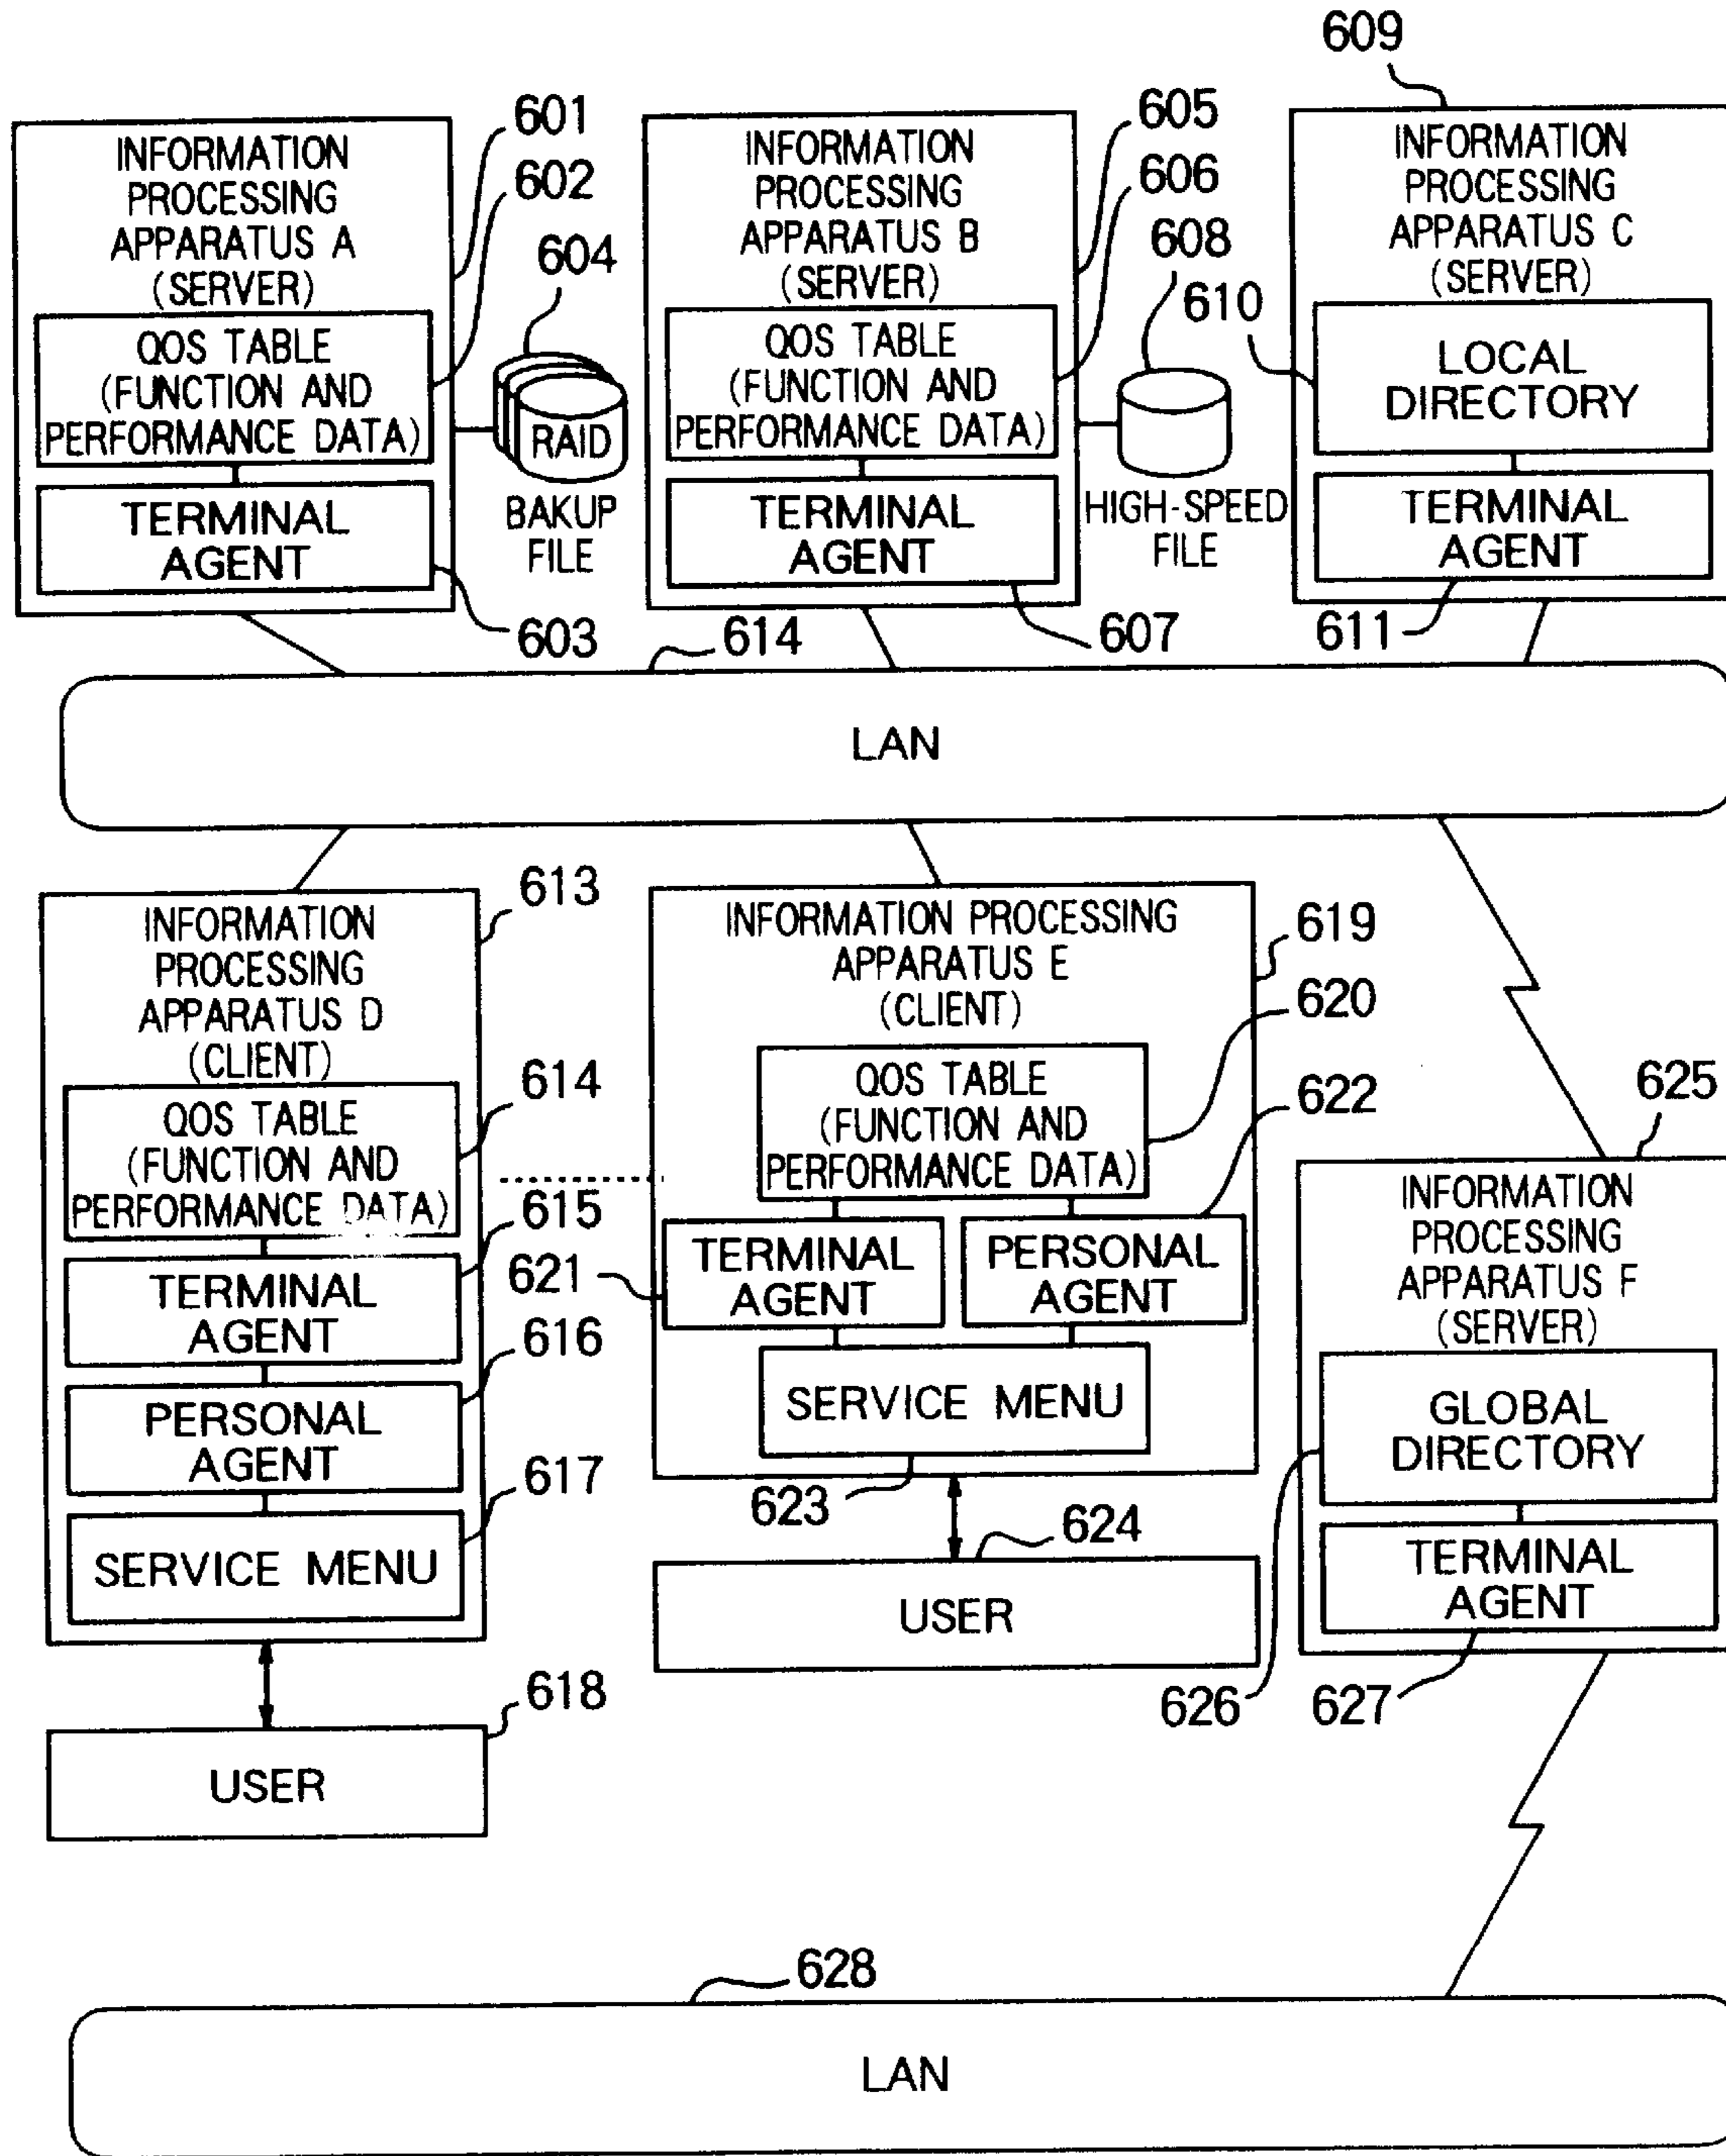 609
601
INFORMATION
PROCESSING
APPARATUS A
(SERVER)
602
604
QOS TABLE
(FUNCTION AND
PERFORMANCE DATA)
RAID
BAKUP
FILE
TERMINAL
AGENT
603
INFORMATION
PROCESSING
APPARATUS B
(SERVER)
605
606
608
QOS TABLE
(FUNCTION AND
PERFORMANCE DATA)
HIGH-SPEED
FILE
TERMINAL
AGENT
607
INFORMATION
PROCESSING
APPARATUS C
(SERVER)
610
LOCAL
DIRECTORY
TERMINAL
AGENT
611
614
LAN
613
INFORMATION
PROCESSING
APPARATUS D
(CLIENT)
614
QOS TABLE
(FUNCTION AND
PERFORMANCE DATA)
615
TERMINAL
AGENT
616
PERSONAL
AGENT
617
SERVICE MENU
618
USER
INFORMATION PROCESSING
APPARATUS E
(CLIENT)
619
620
QOS TABLE
(FUNCTION AND
PERFORMANCE DATA)
622
621
TERMINAL
AGENT
PERSONAL
AGENT
SERVICE MENU
623
624
USER
625
INFORMATION
PROCESSING
APPARATUS F
(SERVER)
GLOBAL
DIRECTORY
TERMINAL
AGENT
626
627
628
LAN